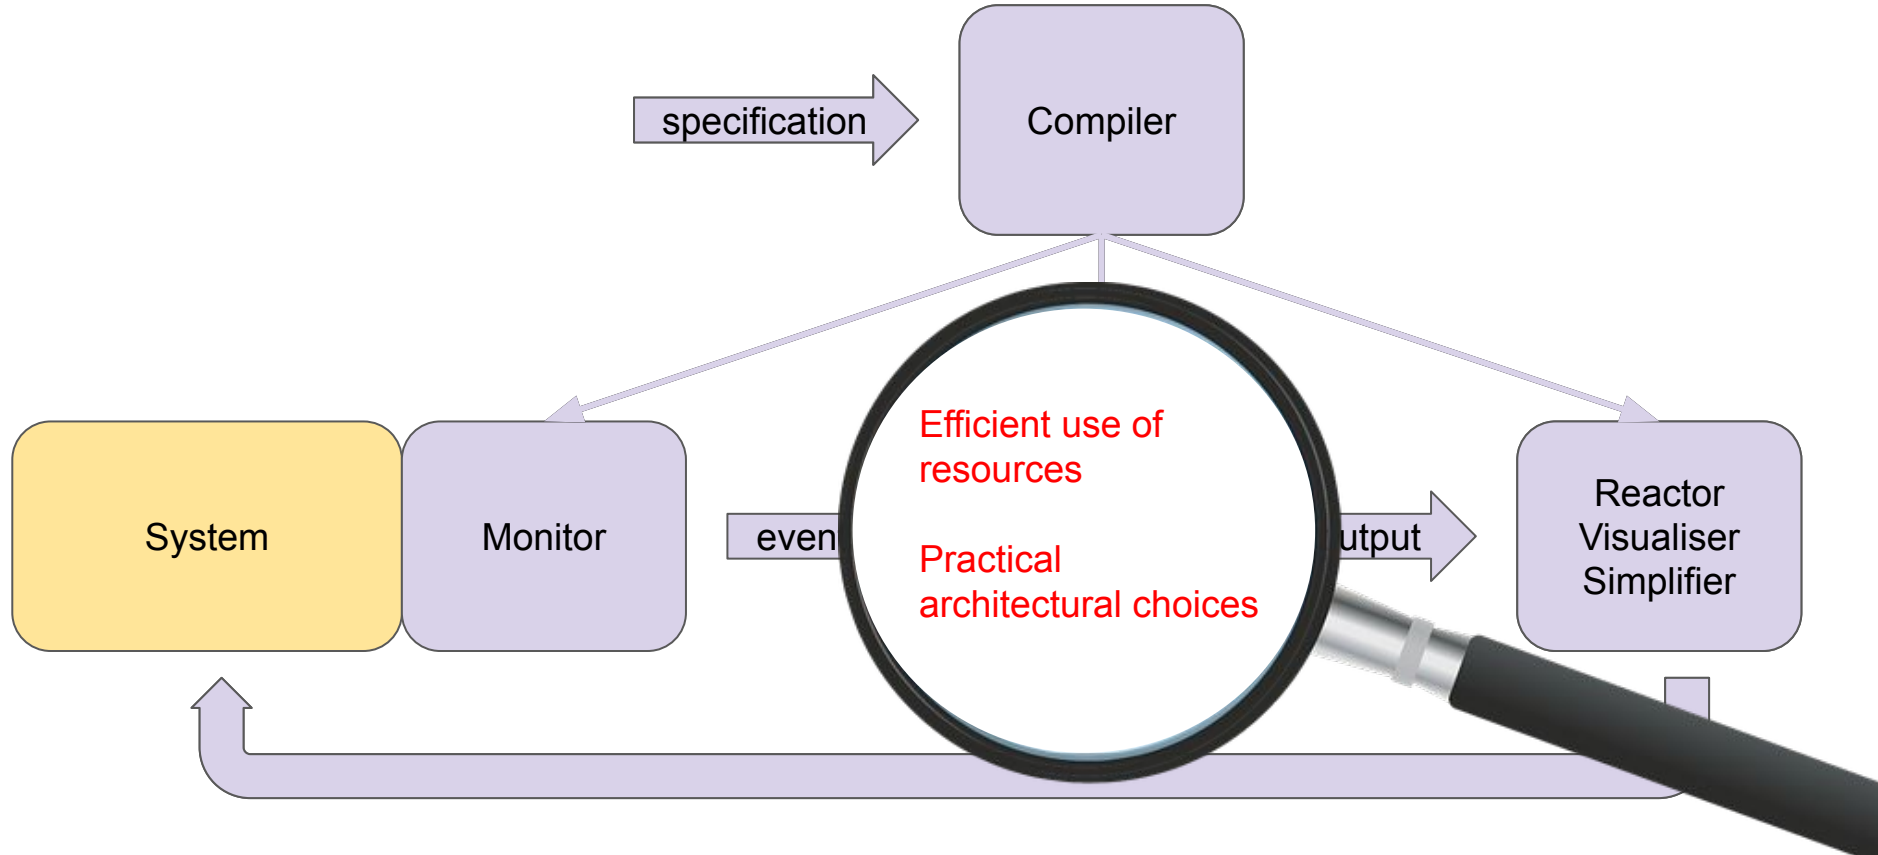 specification
Compiler
System
Monitor
even
Efficient use of
resources
Practical
architectural choices
utput
Reactor
Visualiser
Simplifier